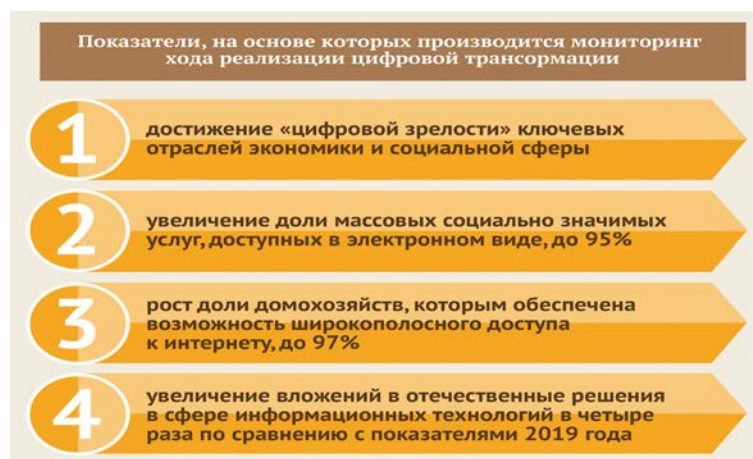 Показатели, на основе которых производится мониторинг
хода реализации цифровой трансормации
1
достижение «цифровой зрелости» ключевых
отраслей экономики и социальной сферы
2
увеличение доли массовых социально значимых
услуг, доступных в электронном виде, до 95%
3
рост доли домохозяйств, которым обеспечена
возможность широкополосного доступа
к интернету, до 97%
4
увеличение вложений в отечественные решения
в сфере информационных технологий в четыре
раза по сравнению с показателями 2019 года